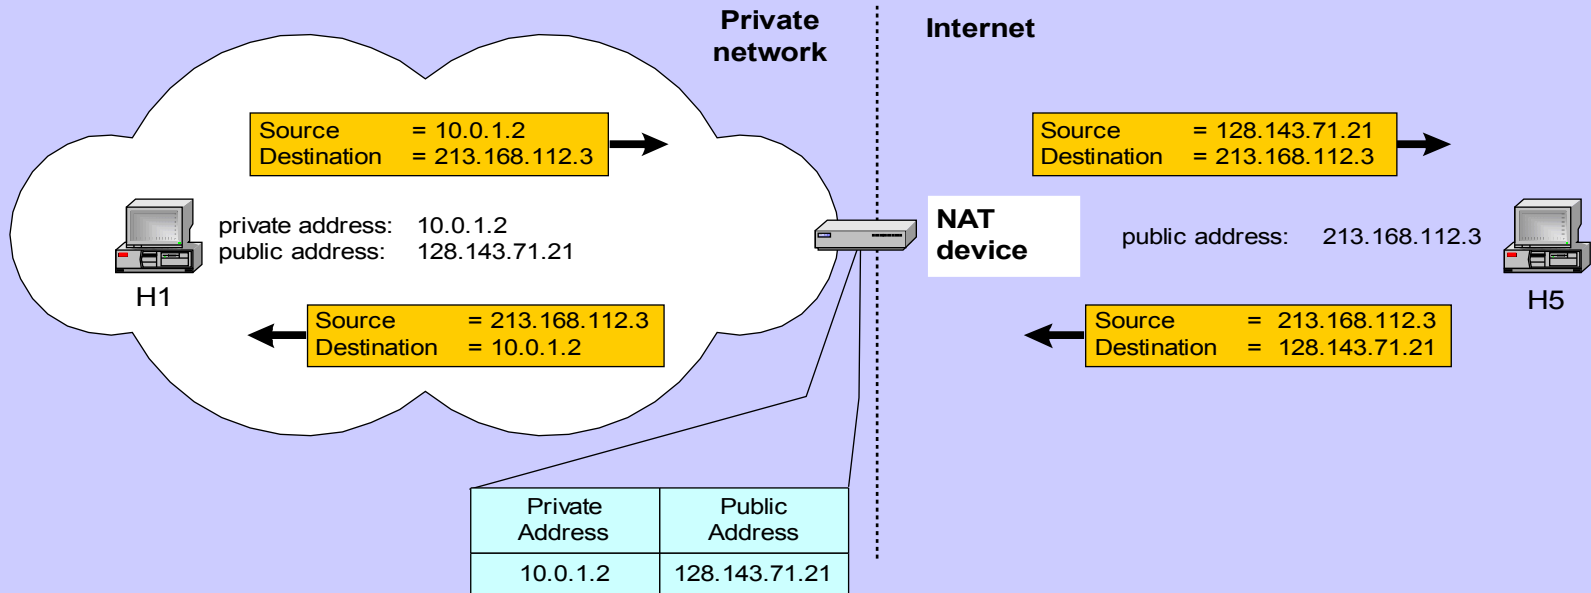 Private
network
Internet
Source = 10.0.1.2
Destination = 213.168.112.3
Source = 128.143.71.21
Destination = 213.168.112.3
private address: 10.0.1.2
public address: 128.143.71.21
H1
NAT
device
public address: 213.168.112.3
H5
Source = 213.168.112.3
Destination = 10.0.1.2
Source = 213.168.112.3
Destination = 128.143.71.21
Private
Address
Public
Address
10.0.1.2 128.143.71.21